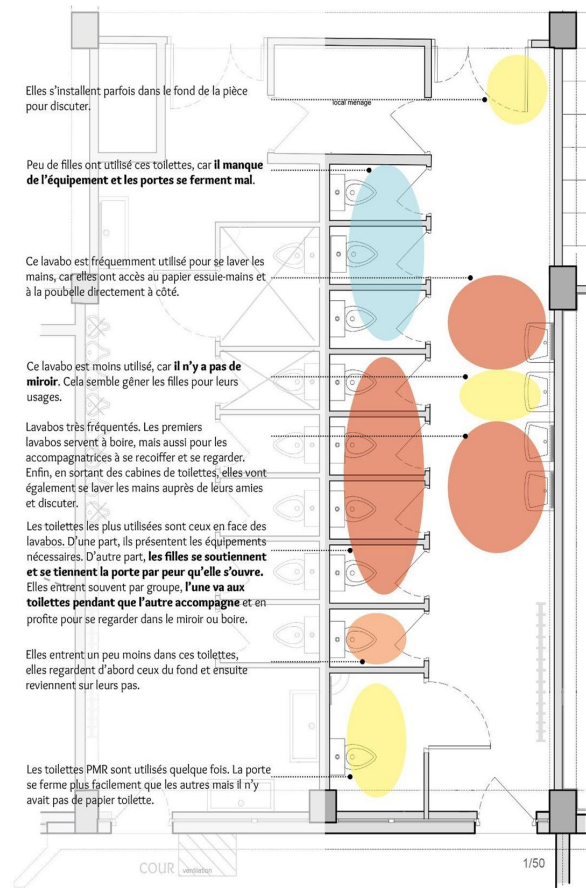 Elles s'installent parfois dans le fond de la pièce
pour discuter.
local ménage
Peu de filles ont utilisé ces toilettes, car il manque
de l'équipement et les portes se ferment mal.
Ce lavabo est fréquemment utilisé pour se laver les
mains, car elles ont accès au papier essuie-mains et
à la poubelle directement à côté.
Ce lavabo est moins utilisé, car il n'y a pas de
miroir. Cela semble gêner les filles pour leurs
usages.
Lavabos très fréquentés. Les premiers
lavabos servent à boire, mais aussi pour les
accompagnatrices à se recoiffer et se regarder.
Enfin, en sortant des cabines de toilettes, elles vont
également se laver les mains auprès de leurs amies
et discuter.
Les toilettes les plus utilisées sont ceux en face des
lavabos. D'une part, ils présentent les équipements
nécessaires. D'autre part, les filles se soutiennent
et se tiennent la porte par peur qu'elle s'ouvre.
Elles entrent souvent par groupe, l'une va aux
toilettes pendant que l'autre accompagne et en
profite pour se regarder dans le miroir ou boire.
Elles entrent un peu moins dans ces toilettes,
elles regardent d'abord ceux du fond et ensuite
reviennent sur leurs pas.
Les toilettes PMR sont utilisés quelque fois. La porte
se ferme plus facilement que les autres mais il n'y
avait pas de papier toilette.
COUR
ventilation
1/50